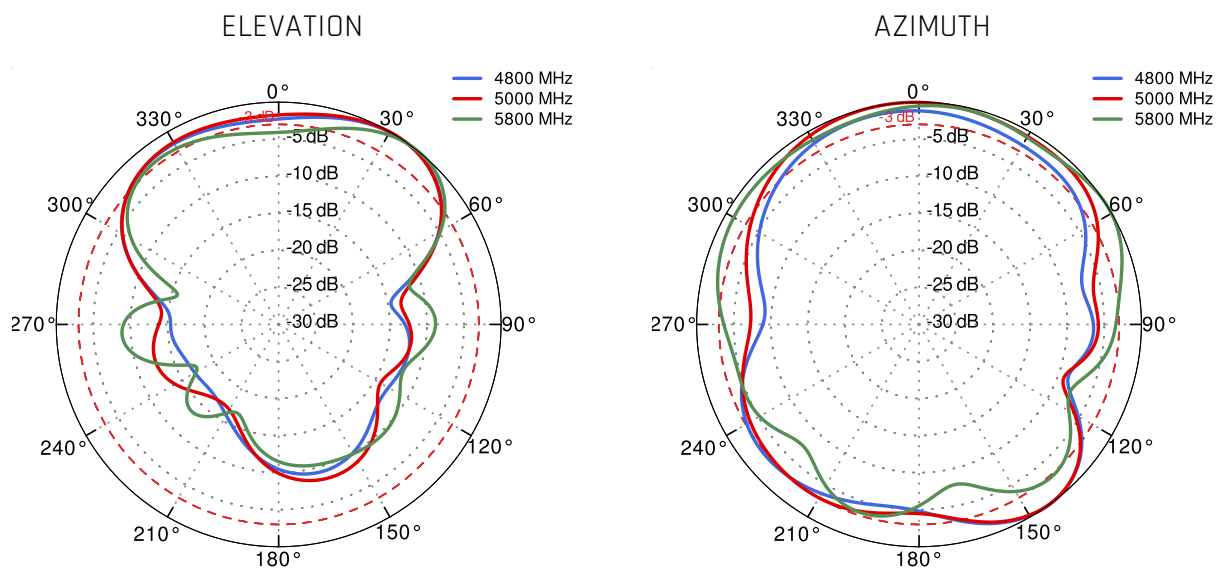 ELEVATION
4800 MHz
5000 MHz
5800 MHz
0°
330°
30°
-3 dB
-5 dB
-10 dB
300°
60°
-15 dB
-20 dB
-25 dB
270°
-30 dB
90°
240°
120°
210°
150°
180°
AZIMUTH
4800 MHz
5000 MHz
5800 MHz
0°
330°
30°
-3 dB
-5 dB
-10 dB
300°
60°
-15 dB
-20 dB
-25 dB
270°
-30 dB
90°
240°
120°
210°
150°
180°